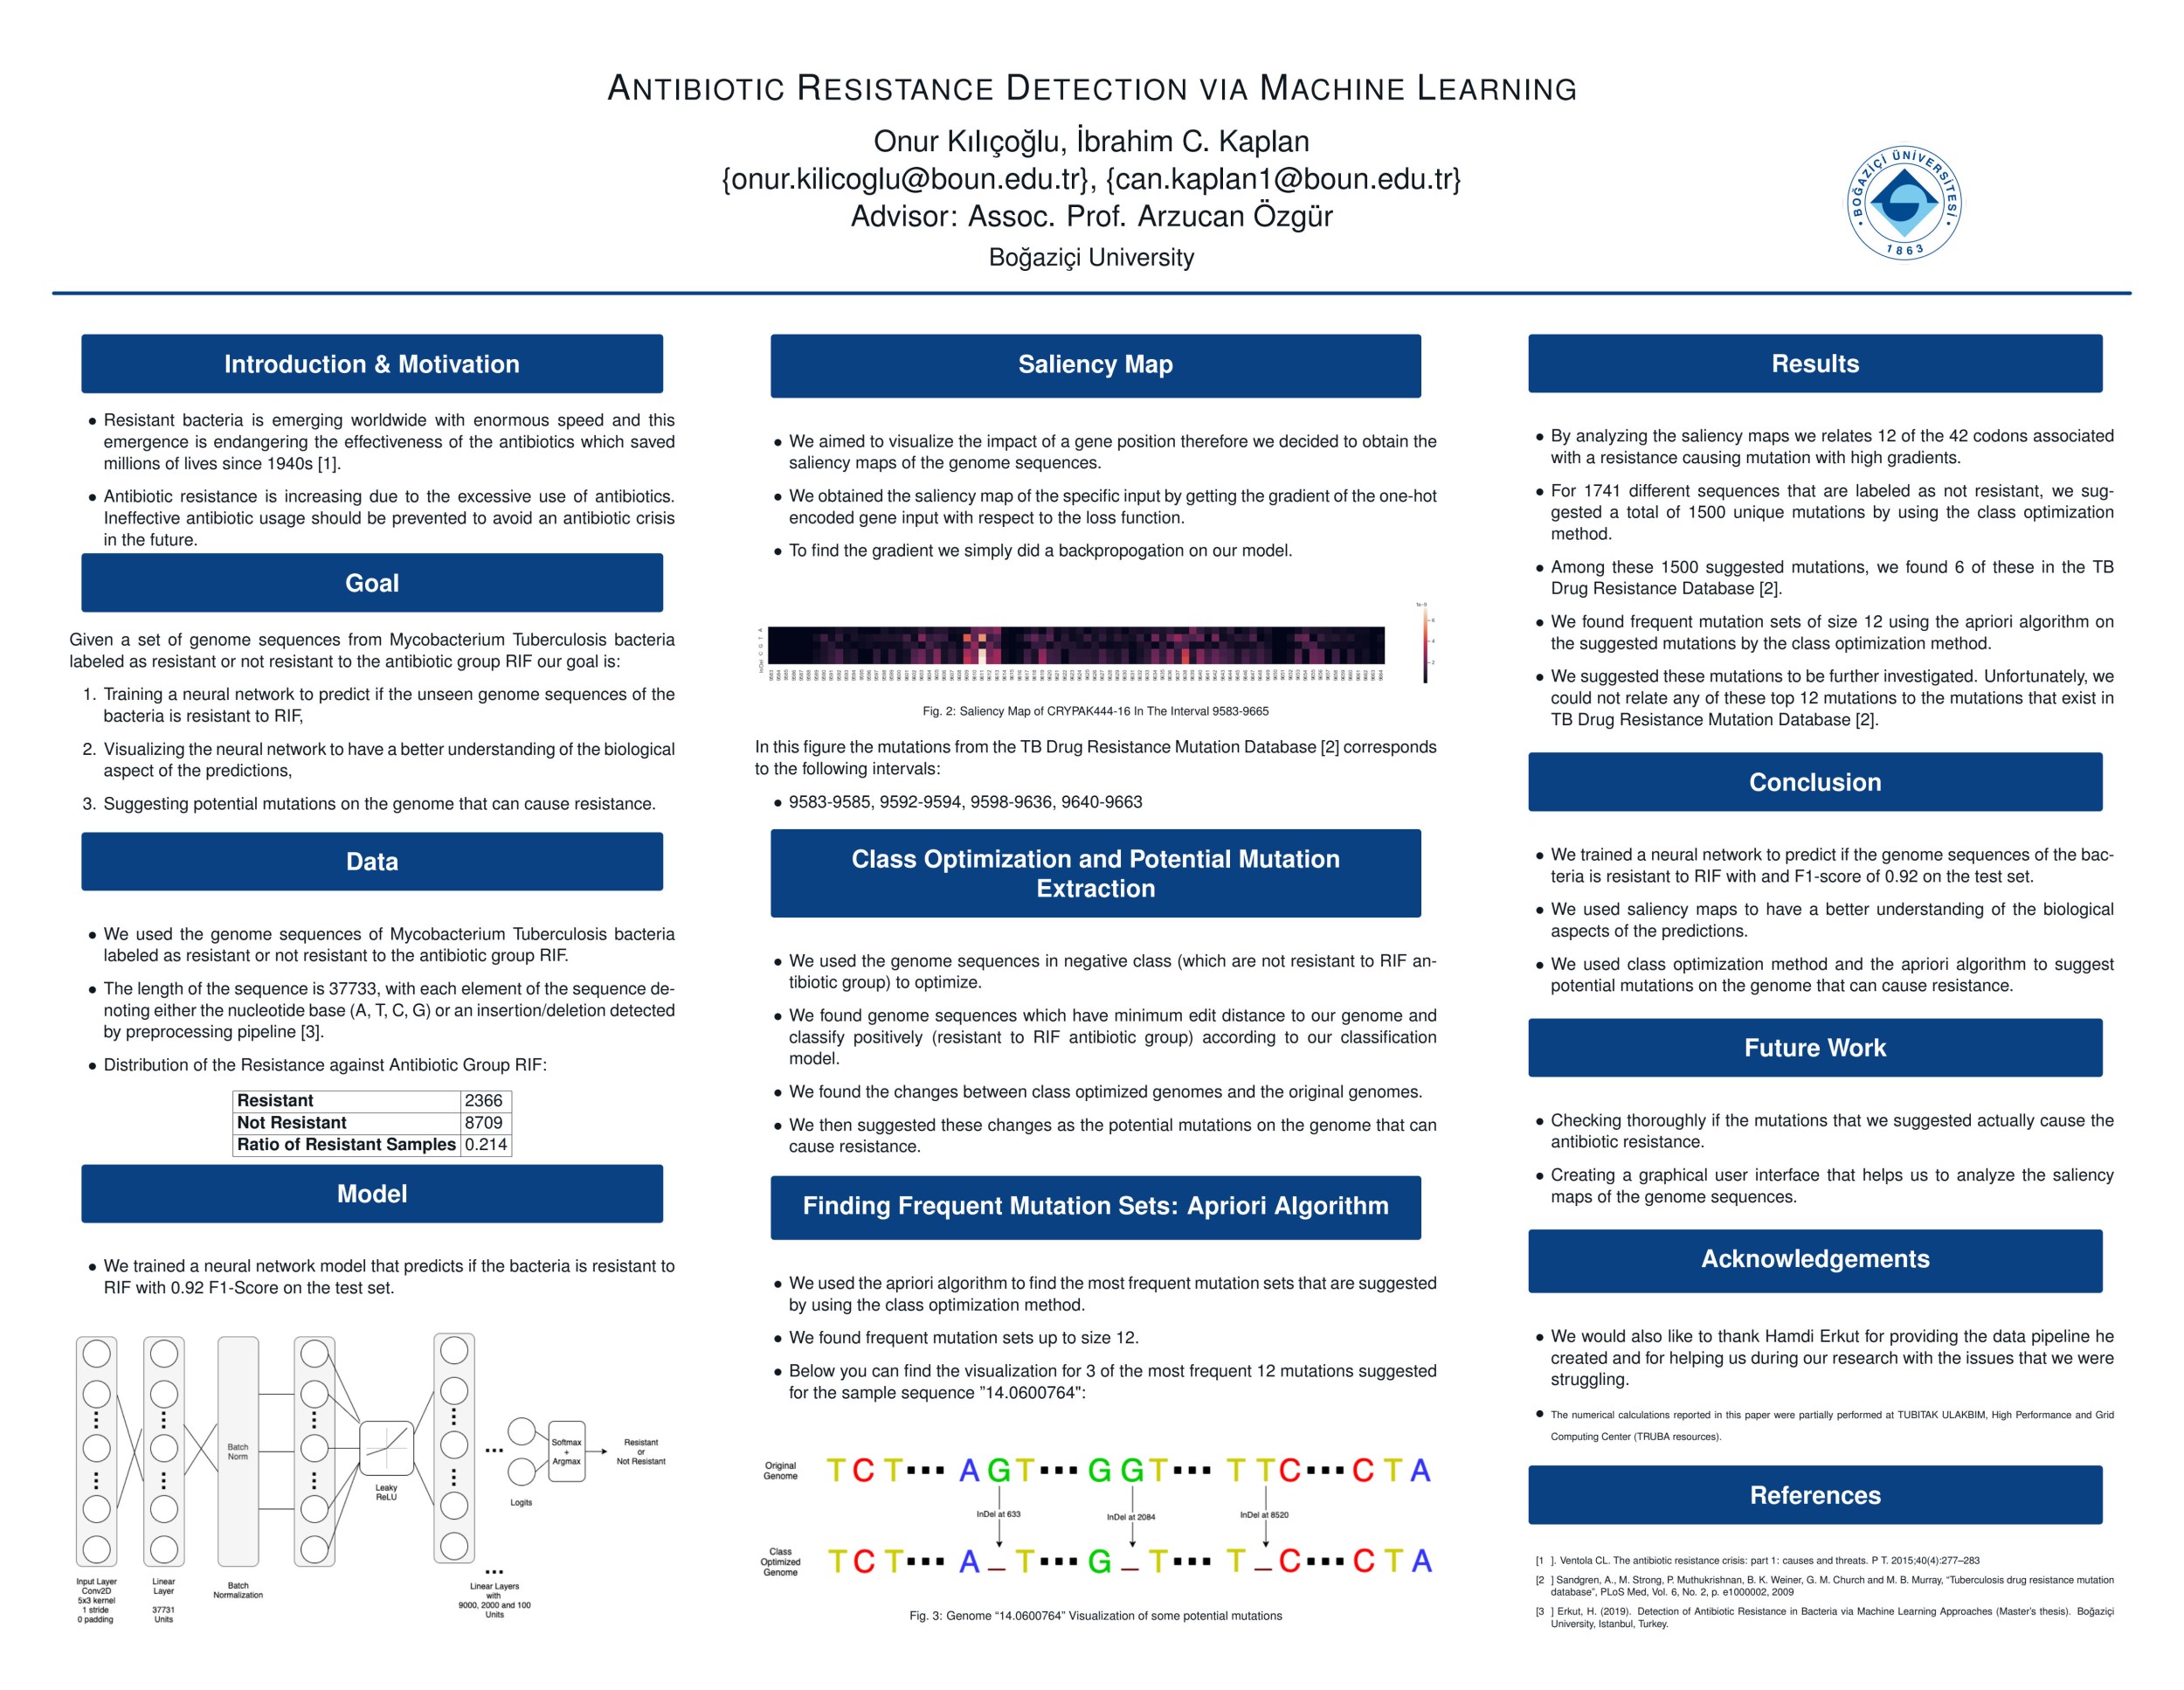 ANTIBIOTIC RESISTANCE DETECTION VIA MACHINE LEARNING
Onur Kılıçoğlu, İbrahim C. Kaplan
{onur.kilicoglu@boun.edu.tr}, {can.kaplan1@boun.edu.tr}
Advisor: Assoc. Prof. Arzucan Özgür
Boğaziçi University
BOĞAZİÇİ ÜNİVERSİTESİ
1863
Introduction & Motivation
• Resistant bacteria is emerging worldwide with enormous speed and this
emergence is endangering the effectiveness of the antibiotics which saved
millions of lives since 1940s [1].
• Antibiotic resistance is increasing due to the excessive use of antibiotics.
Ineffective antibiotic usage should be prevented to avoid an antibiotic crisis
in the future.
Goal
Given a set of genome sequences from Mycobacterium Tuberculosis bacteria
labeled as resistant or not resistant to the antibiotic group RIF our goal is:
1. Training a neural network to predict if the unseen genome sequences of the
bacteria is resistant to RIF,
2. Visualizing the neural network to have a better understanding of the biological
aspect of the predictions,
3. Suggesting potential mutations on the genome that can cause resistance.
Data
• We used the genome sequences of Mycobacterium Tuberculosis bacteria
labeled as resistant or not resistant to the antibiotic group RIF.
• The length of the sequence is 37733, with each element of the sequence de-
noting either the nucleotide base (A, T, C, G) or an insertion/deletion detected
by preprocessing pipeline [3].
• Distribution of the Resistance against Antibiotic Group RIF:
Resistant 2366
Not Resistant 8709
Ratio of Resistant Samples 0.214
Model
• We trained a neural network model that predicts if the bacteria is resistant to
RIF with 0.92 F1-Score on the test set.
Batch
Norm
Leaky
ReLU
Logits
Softmax
+
Argmax
Resistant
or
Not Resistant
Input Layer
Conv2D
5x3 kernel
1 stride
0 padding
Linear
Layer
37731
Units
Batch
Normalization
Linear Layers
with
9000, 2000 and 100
Units
Saliency Map
• We aimed to visualize the impact of a gene position therefore we decided to obtain the
saliency maps of the genome sequences.
• We obtained the saliency map of the specific input by getting the gradient of the one-hot
encoded gene input with respect to the loss function.
• To find the gradient we simply did a backpropogation on our model.
Fig. 2: Saliency Map of CRYPAK444-16 In The Interval 9583-9665
In this figure the mutations from the TB Drug Resistance Mutation Database [2] corresponds
to the following intervals:
• 9583-9585, 9592-9594, 9598-9636, 9640-9663
Class Optimization and Potential Mutation
Extraction
• We used the genome sequences in negative class (which are not resistant to RIF an-
tibiotic group) to optimize.
• We found genome sequences which have minimum edit distance to our genome and
classify positively (resistant to RIF antibiotic group) according to our classification
model.
• We found the changes between class optimized genomes and the original genomes.
• We then suggested these changes as the potential mutations on the genome that can
cause resistance.
Finding Frequent Mutation Sets: Apriori Algorithm
• We used the apriori algorithm to find the most frequent mutation sets that are suggested
by using the class optimization method.
• We found frequent mutation sets up to size 12.
• Below you can find the visualization for 3 of the most frequent 12 mutations suggested
for the sample sequence "14.0600764":
Original
Genome
T C T ... A G T ... G G T ... T T C ... C T A
InDel at 633
InDel at 2084
InDel at 8520
Class
Optimized
Genome
T C T ... A _ T ... G _ T ... T _ C ... C T A
Fig. 3: Genome “14.0600764” Visualization of some potential mutations
Results
• By analyzing the saliency maps we relates 12 of the 42 codons associated
with a resistance causing mutation with high gradients.
• For 1741 different sequences that are labeled as not resistant, we sug-
gested a total of 1500 unique mutations by using the class optimization
method.
• Among these 1500 suggested mutations, we found 6 of these in the TB
Drug Resistance Database [2].
• We found frequent mutation sets of size 12 using the apriori algorithm on
the suggested mutations by the class optimization method.
• We suggested these mutations to be further investigated. Unfortunately, we
could not relate any of these top 12 mutations to the mutations that exist in
TB Drug Resistance Mutation Database [2].
Conclusion
• We trained a neural network to predict if the genome sequences of the bac-
teria is resistant to RIF with and F1-score of 0.92 on the test set.
• We used saliency maps to have a better understanding of the biological
aspects of the predictions.
• We used class optimization method and the apriori algorithm to suggest
potential mutations on the genome that can cause resistance.
Future Work
• Checking thoroughly if the mutations that we suggested actually cause the
antibiotic resistance.
• Creating a graphical user interface that helps us to analyze the saliency
maps of the genome sequences.
Acknowledgements
• We would also like to thank Hamdi Erkut for providing the data pipeline he
created and for helping us during our research with the issues that we were
struggling.
• The numerical calculations reported in this paper were partially performed at TUBITAK ULAKBIM, High Performance and Grid
Computing Center (TRUBA resources).
References
[1 ]. Ventola CL. The antibiotic resistance crisis: part 1: causes and threats. P T. 2015;40(4):277–283
[2 ] Sandgren, A., M. Strong, P. Muthukrishnan, B. K. Weiner, G. M. Church and M. B. Murray, “Tuberculosis drug resistance mutation
database”, PLoS Med, Vol. 6, No. 2, p. e1000002, 2009
[3 ] Erkut, H. (2019). Detection of Antibiotic Resistance in Bacteria via Machine Learning Approaches (Master's thesis). Boğaziçi
University, Istanbul, Turkey.